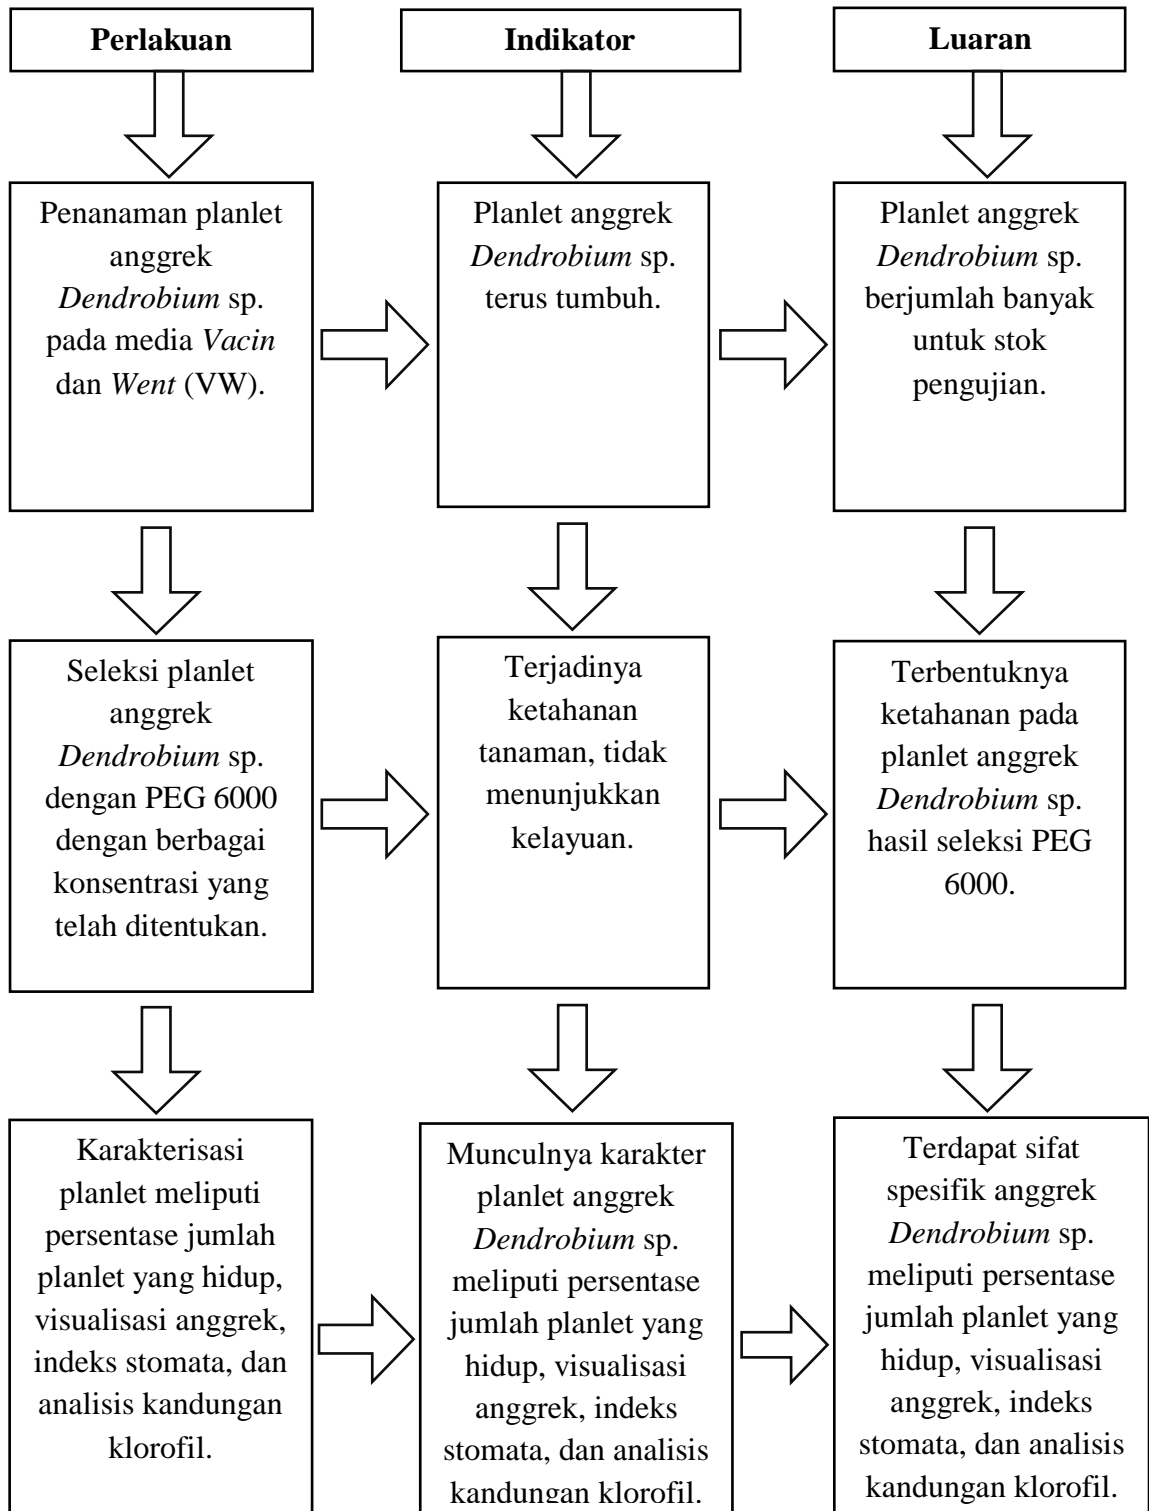 Perlakuan
Indikator
Luaran
Penanaman planlet
anggrek
Dendrobium sp.
pada media Vacin
dan Went (VW).
Planlet anggrek
Dendrobium sp.
terus tumbuh.
Planlet anggrek
Dendrobium sp.
berjumlah banyak
untuk stok
pengujian.
Seleksi planlet
anggrek
Dendrobium sp.
dengan PEG 6000
dengan berbagai
konsentrasi yang
telah ditentukan.
Terjadinya
ketahanan
tanaman, tidak
menunjukkan
kelayuan.
Terbentuknya
ketahanan pada
planlet anggrek
Dendrobium sp.
hasil seleksi PEG
6000.
Karakterisasi
planlet meliputi
persentase jumlah
planlet yang hidup,
visualisasi anggrek,
indeks stomata, dan
analisis kandungan
klorofil.
Munculnya karakter
planlet anggrek
Dendrobium sp.
meliputi persentase
jumlah planlet yang
hidup, visualisasi
anggrek, indeks
stomata, dan analisis
kandungan klorofil.
Terdapat sifat
spesifik anggrek
Dendrobium sp.
meliputi persentase
jumlah planlet yang
hidup, visualisasi
anggrek, indeks
stomata, dan analisis
kandungan klorofil.